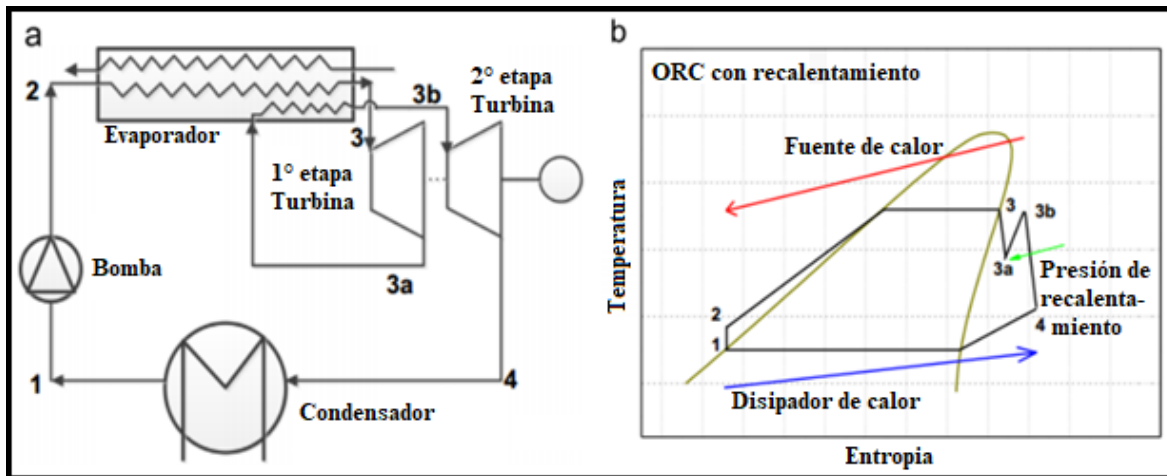 a
2
Evaporador
3
3b
2° etapa
Turbina
1° etapa
Turbina
Bomba
3a
1
Condensador
4
b
ORC con recalentamiento
Fuente de calor
3
3b
3a
Presión de
recalenta-
miento
2
1
4
Disipador de calor
Temperatura
Entropia